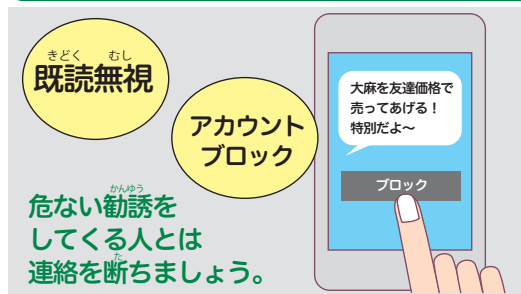 きどく むし
既読無視
アカウント
ブロック
大麻を友達価格で
売ってあげる！
特別だよ〜
ブロック
かんゆう
危ない勧誘を
してくる人とは
た
連絡を断ちましょう。